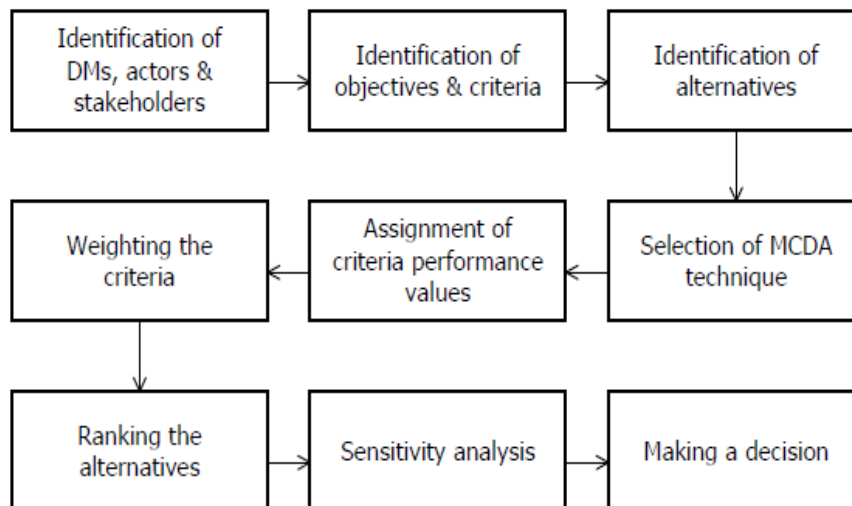 Identification of
DMs, actors &
stakeholders
Identification of
objectives & criteria
Identification of
alternatives
Selection of MCDA
technique
Assignment of
criteria performance
values
Weighting the
criteria
Ranking the
alternatives
Sensitivity analysis
Making a decision